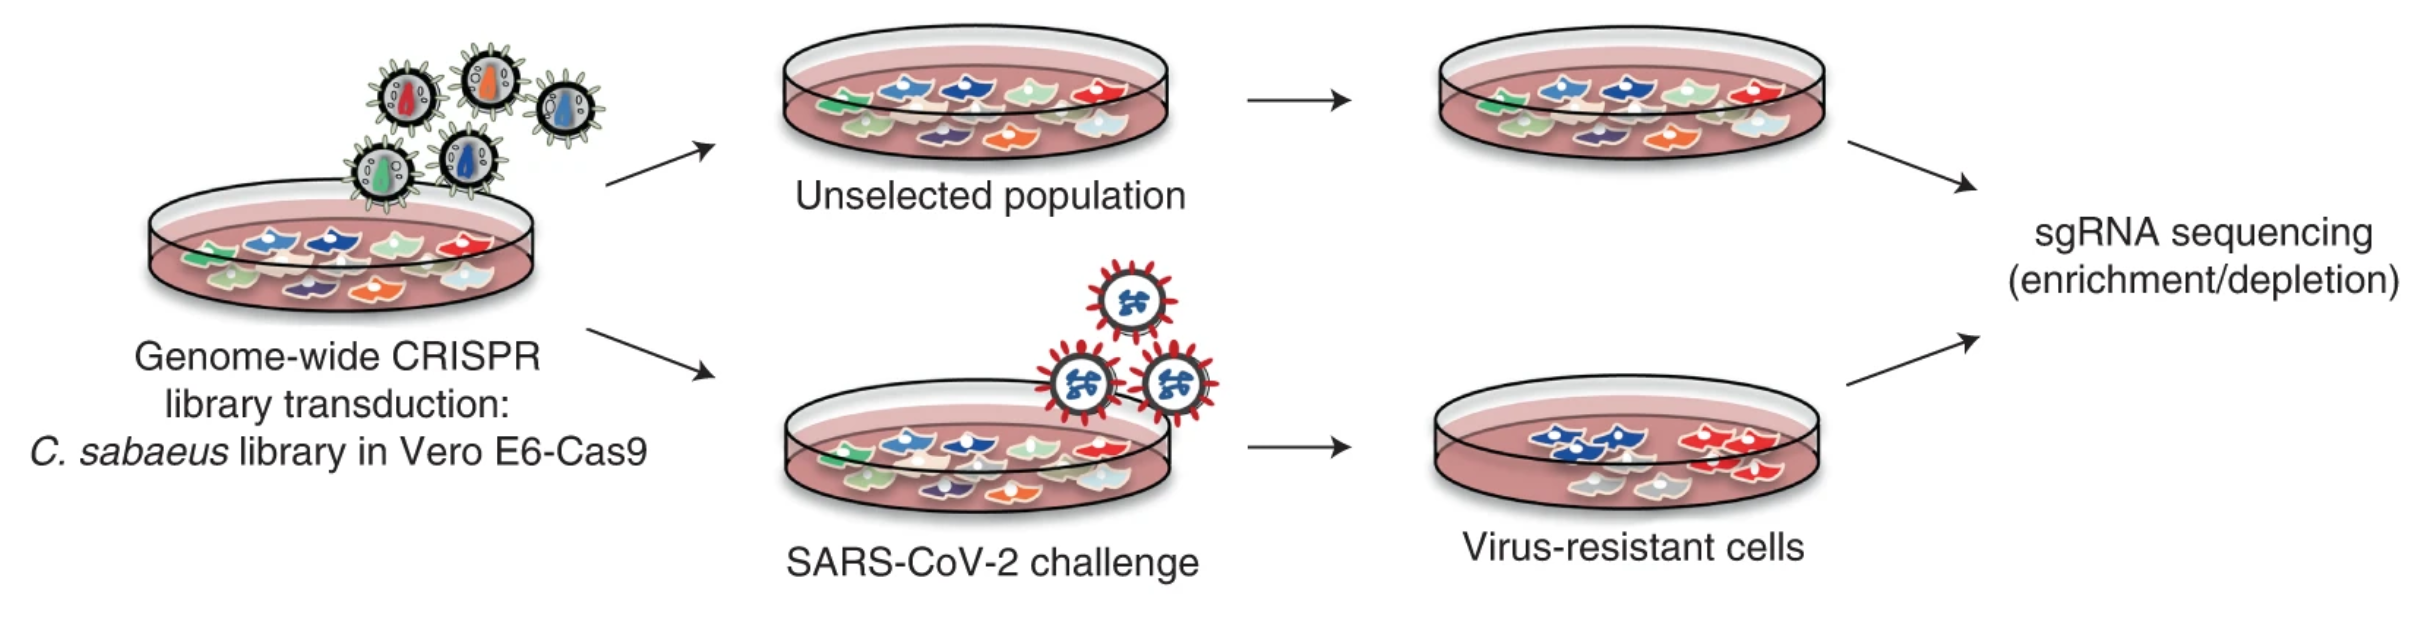 Unselected population
sgRNA sequencing
(enrichment/depletion)
Genome-wide CRISPR
library transduction:
C. sabaeus library in Vero E6-Cas9
SARS-CoV-2 challenge
Virus-resistant cells